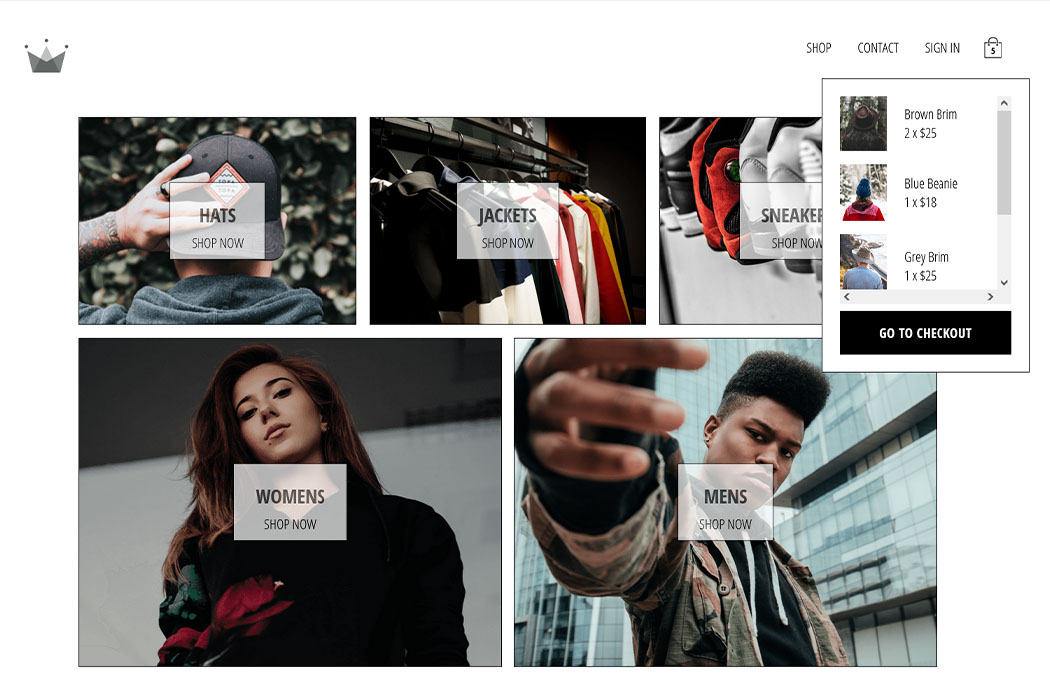 SHOP CONTACT SIGN IN 5
Brown Brim
2 x $25
Blue Beanie
1 x $18
Grey Brim
1 x $25
GO TO CHECKOUT
HATS
SHOP NOW
JACKETS
SHOP NOW
SNEAKER
SHOP NOW
WOMENS
SHOP NOW
MENS
SHOP NOW